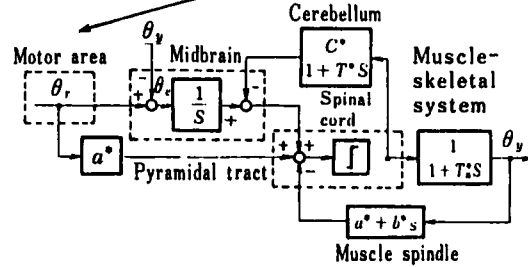 Cerebellum
θy
Motor area
Midbrain
C*
1 + T* S
Muscle-
skeletal
system
θr
- + θe
1
S
- +
Spinal
cord
a*
Pyramidal tract
+ + -
1
1 + T*a S
θy
a* + b* s
Muscle spindle